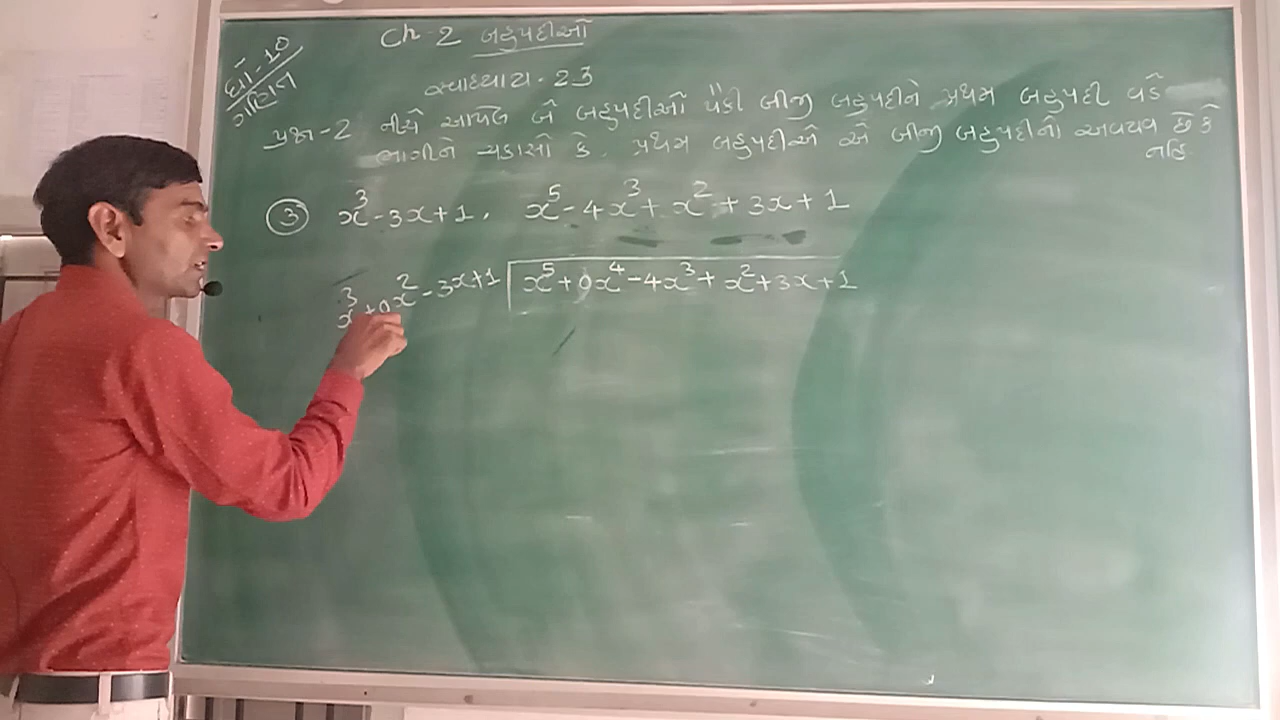 ધો-10
ગણિત
Ch-2 બહુપદીઓ
સ્વાધ્યાય-2.3
પ્રશ્ન-2 નીચે આપેલ બે બહુપદીઓ પૈકી બીજી બહુપદીને પ્રથમ બહુપદી વડે
ભાગીને ચકાસો કે પ્રથમ બહુપદીએ એ બીજી બહુપદીનો અવયવ છે કે
નહિ
③ x³-3x+1, x⁵-4x³+x²+3x+1
x³+0x²-3x+1 x⁵+0x⁴-4x³+x²+3x+1